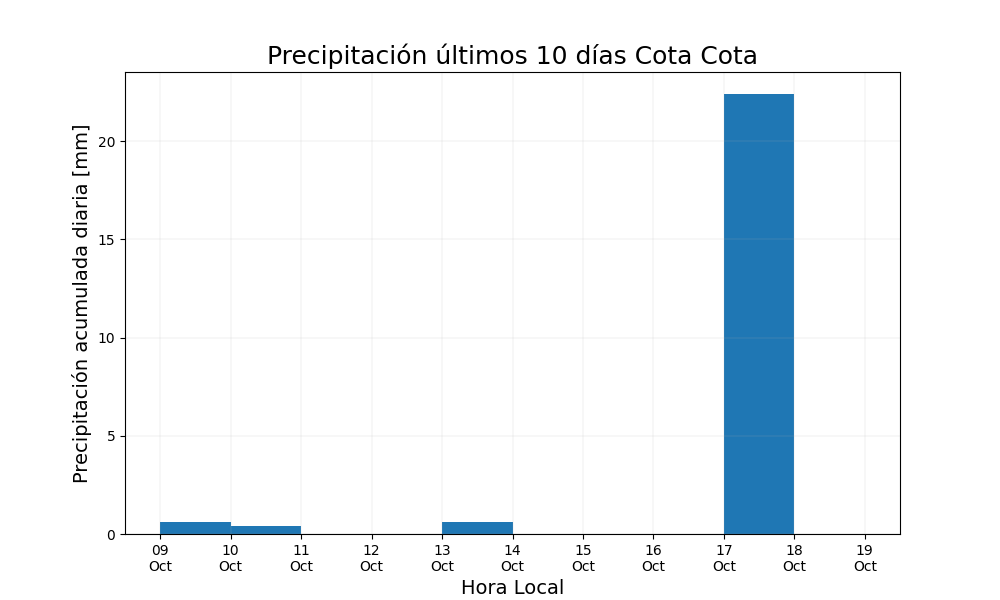 Precipitación últimos 10 días Cota Cota
Precipitación acumulada diaria [mm]
20
15
10
5
0
09 10 11 12 13 14 15 16 17 18 19
Oct Oct Oct Oct Oct Oct Oct Oct Oct Oct Oct
Hora Local